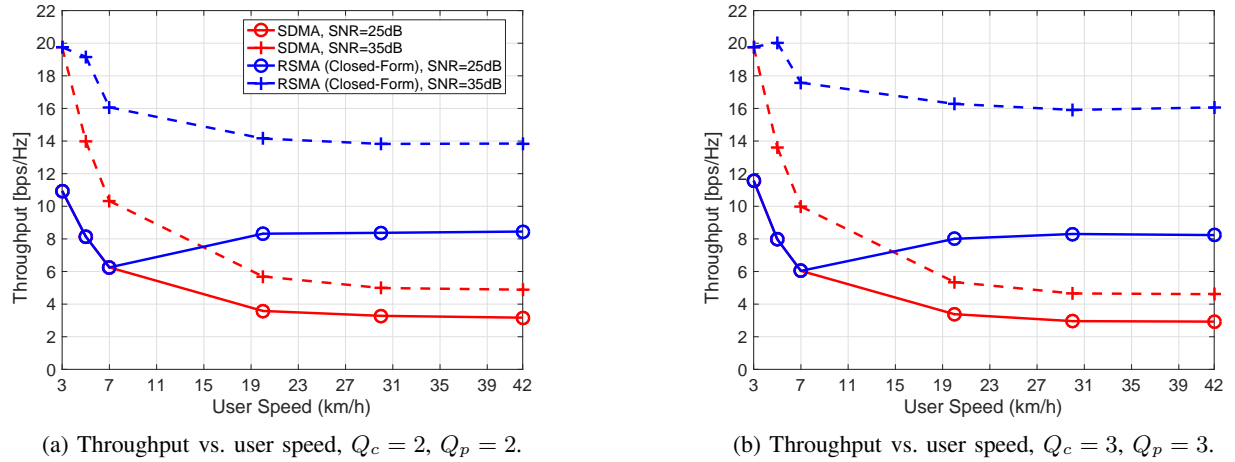 SDMA, SNR=25dB
SDMA, SNR=35dB
RSMA (Closed-Form), SNR=25dB
RSMA (Closed-Form), SNR=35dB
Throughput [bps/Hz]
22
20
18
16
14
12
10
8
6
4
2
0
3 7 11 15 19 23 27 31 35 39 42
User Speed (km/h)
(a) Throughput vs. user speed, Qc = 2, Qp = 2.
Throughput [bps/Hz]
22
20
18
16
14
12
10
8
6
4
2
0
3 7 11 15 19 23 27 31 35 39 42
User Speed (km/h)
(b) Throughput vs. user speed, Qc = 3, Qp = 3.